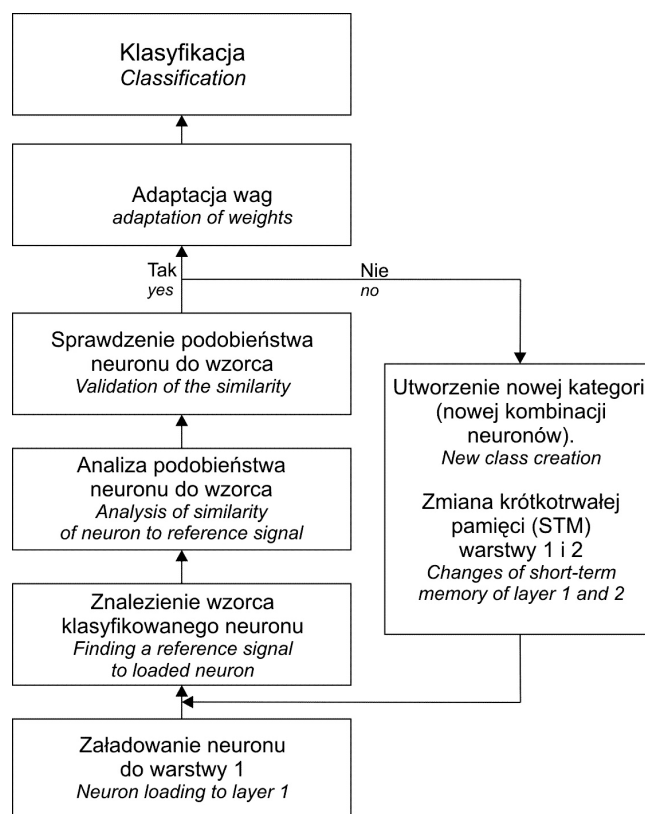 Klasyfikacja
Classification
Adaptacja wag
adaptation of weights
Tak
yes
Nie
no
Sprawdzenie podobieństwa
neuronu do wzorca
Validation of the similarity
Utworzenie nowej kategori
(nowej kombinacji
neuronów).
New class creation
Zmiana krótkotrwałej
pamięci (STM)
warstwy 1 i 2
Changes of short-term
memory of layer 1 and 2
Analiza podobieństwa
neuronu do wzorca
Analysis of similarity
of neuron to reference signal
Znalezienie wzorca
klasyfikowanego neuronu
Finding a reference signal
to loaded neuron
Załadowanie neuronu
do warstwy 1
Neuron loading to layer 1